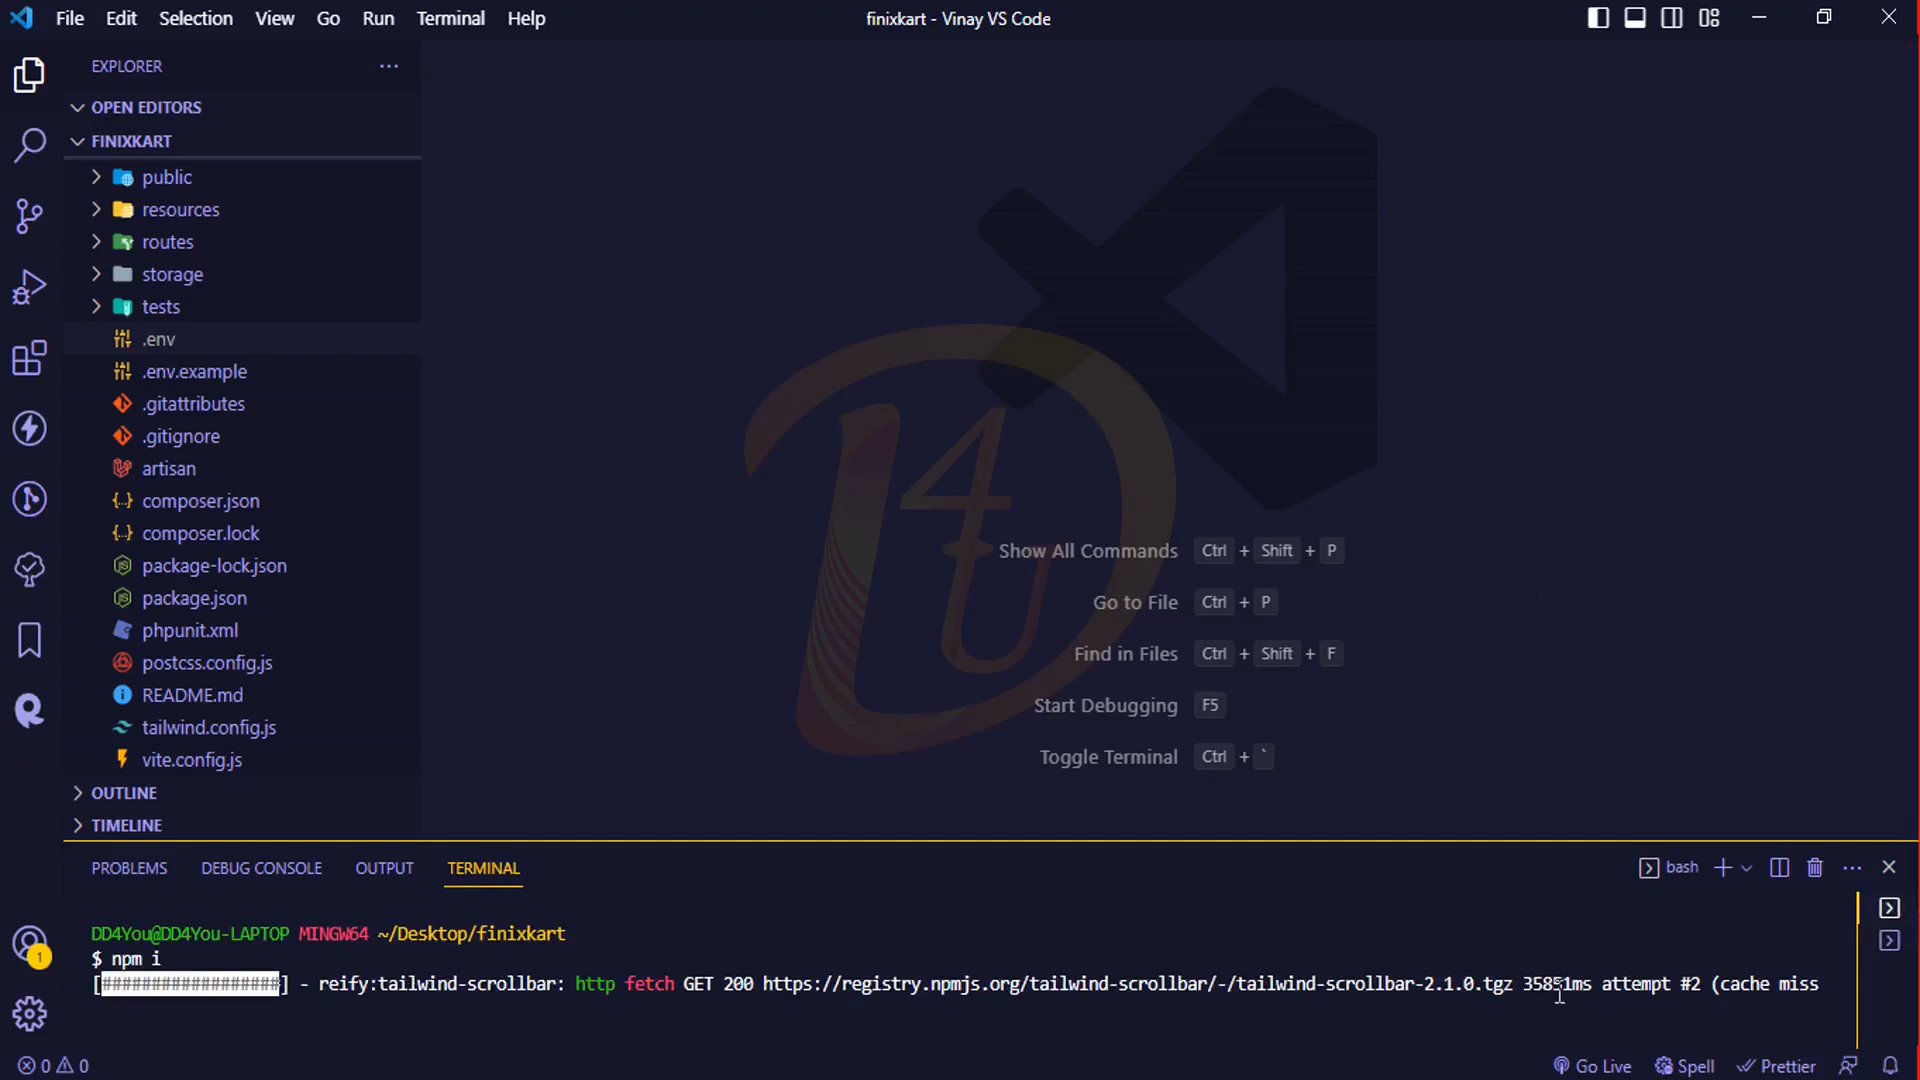 File Edit Selection View Go Run Terminal Help
finixkart - Vinay VS Code
EXPLORER
OPEN EDITORS
FINIXKART
public
resources
routes
storage
tests
.env
.env.example
.gitattributes
.gitignore
artisan
composer.json
composer.lock
package-lock.json
package.json
phpunit.xml
postcss.config.js
README.md
tailwind.config.js
vite.config.js
OUTLINE
TIMELINE
D4U
Show All Commands Ctrl + Shift + P
Go to File Ctrl + P
Find in Files Ctrl + Shift + F
Start Debugging F5
Toggle Terminal Ctrl + `
PROBLEMS DEBUG CONSOLE OUTPUT TERMINAL
bash
DD4You@DD4You-LAPTOP MINGW64 ~/Desktop/finixkart
$ npm i
[##################] - reify:tailwind-scrollbar: http fetch GET 200 https://registry.npmjs.org/tailwind-scrollbar/-/tailwind-scrollbar-2.1.0.tgz 35851ms attempt #2 (cache miss
1
0 0
Go Live Spell Prettier